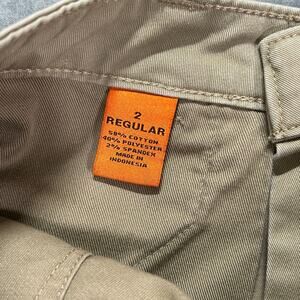 2
REGULAR
58% COTTON
40% POLYESTER
2% SPANDEX
MADE IN
INDONESIA